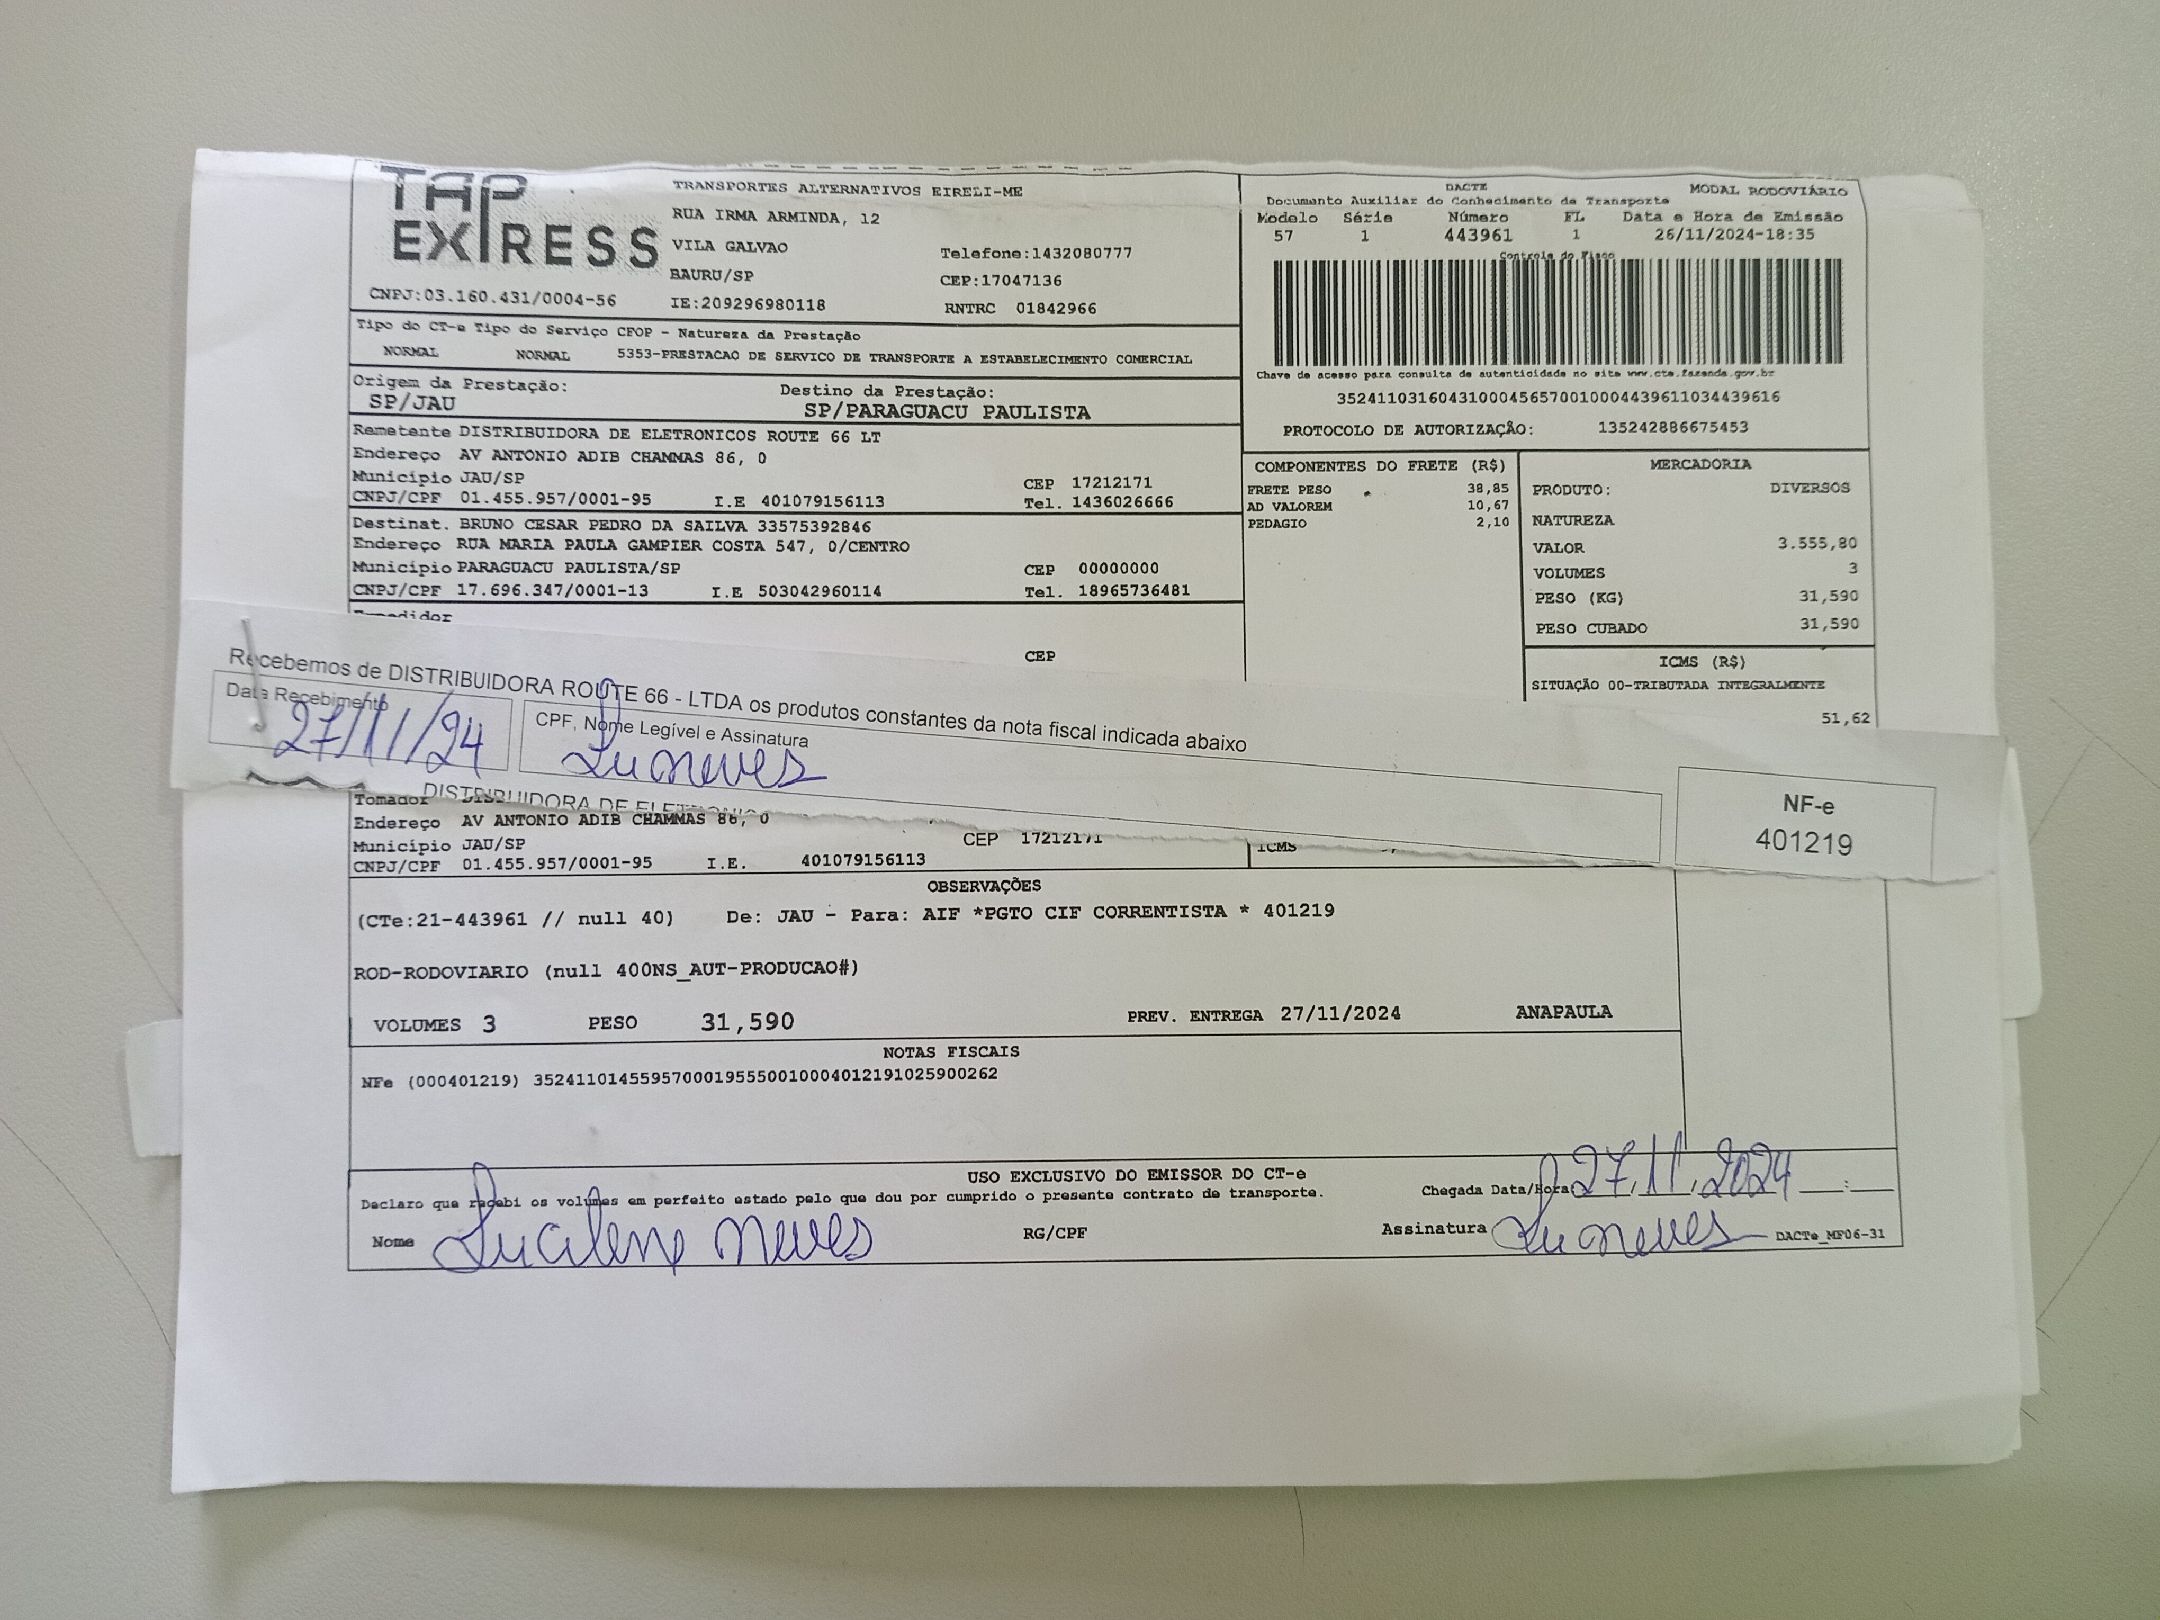 TAP EXPRESS
TRANSPORTES ALTERNATIVOS EIRELI-ME
RUA IRMA ARMINDA, 12
VILA GALVAO
Telefone:1432080777
BAURU/SP
CEP:17047136
CNPJ:03.160.431/0004-56
IE:209296980118
RNTRC 01842966
DACTE
MODAL RODOVIÁRIO
Documento Auxiliar do Conhecimento de Transporte
Modelo Série Número FL Data e Hora de Emissão
57 1 443961 1 26/11/2024-18:35
Controle do Fisco
Chave de acesso para consulta de autenticidade no site www.cte.fazenda.gov.br
35241103160431000456570010004439611034439616
PROTOCOLO DE AUTORIZAÇÃO: 135242886675453
Tipo do CT-e Tipo do Serviço CFOP - Natureza da Prestação
NORMAL NORMAL 5353-PRESTACAO DE SERVICO DE TRANSPORTE A ESTABELECIMENTO COMERCIAL
Origem da Prestação: Destino da Prestação:
SP/JAU SP/PARAGUACU PAULISTA
Remetente DISTRIBUIDORA DE ELETRONICOS ROUTE 66 LT
Endereço AV ANTONIO ADIB CHAMMAS 86, 0
Município JAU/SP CEP 17212171
CNPJ/CPF 01.455.957/0001-95 I.E 401079156113 Tel. 1436026666
Destinat. BRUNO CESAR PEDRO DA SAILVA 33575392846
Endereço RUA MARIA PAULA GAMPIER COSTA 547, 0/CENTRO
Município PARAGUACU PAULISTA/SP CEP 00000000
CNPJ/CPF 17.696.347/0001-13 I.E 503042960114 Tel. 18965736481
Expedidor
CEP
COMPONENTES DO FRETE (R$)
FRETE PESO 38,85
AD VALOREM 10,67
PEDAGIO 2,10
MERCADORIA
PRODUTO: DIVERSOS
NATUREZA
VALOR 3.555,80
VOLUMES 3
PESO (KG) 31,590
PESO CUBADO 31,590
ICMS (R$)
SITUAÇÃO 00-TRIBUTADA INTEGRALMENTE
51,62
Recebemos de DISTRIBUIDORA ROUTE 66 - LTDA os produtos constantes da nota fiscal indicada abaixo
Data Recebimento
27/11/24
CPF, Nome Legível e Assinatura
Lu Neves
NF-e
401219
Tomador DISTRIBUIDORA DE
Endereço AV ANTONIO ADIB CHAMMAS 86, 0
Município JAU/SP CEP 17212171
CNPJ/CPF 01.455.957/0001-95 I.E. 401079156113
ICMS
OBSERVAÇÕES
(CTe:21-443961 // null 40) De: JAU - Para: AIF *PGTO CIF CORRENTISTA * 401219
ROD-RODOVIARIO (null 400NS_AUT-PRODUCAO#)
VOLUMES 3 PESO 31,590 PREV. ENTREGA 27/11/2024 ANAPAULA
NOTAS FISCAIS
NFe (000401219) 35241101455957000195550010004012191025900262
USO EXCLUSIVO DO EMISSOR DO CT-e
Declaro que recebi os volumes em perfeito estado pelo que dou por cumprido o presente contrato de transporte.
Chegada Data/Hora 27/11/2024 __:__
Nome Lucilene Neves RG/CPF Assinatura Lu Neves DACTe_MF06-31